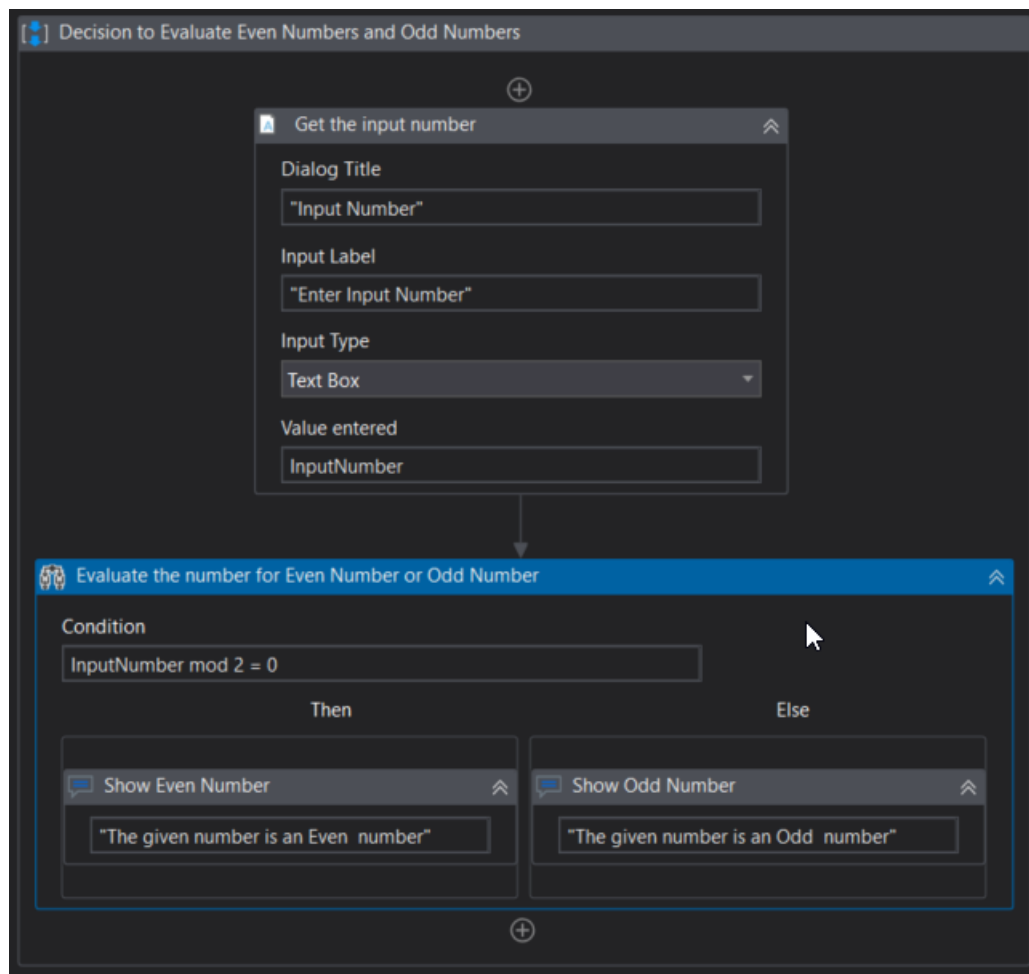 Decision to Evaluate Even Numbers and Odd Numbers
Get the input number
Dialog Title
"Input Number"
Input Label
"Enter Input Number"
Input Type
Text Box
Value entered
InputNumber
Evaluate the number for Even Number or Odd Number
Condition
InputNumber mod 2 = 0
Then
Else
Show Even Number
"The given number is an Even  number"
Show Odd Number
"The given number is an Odd  number"